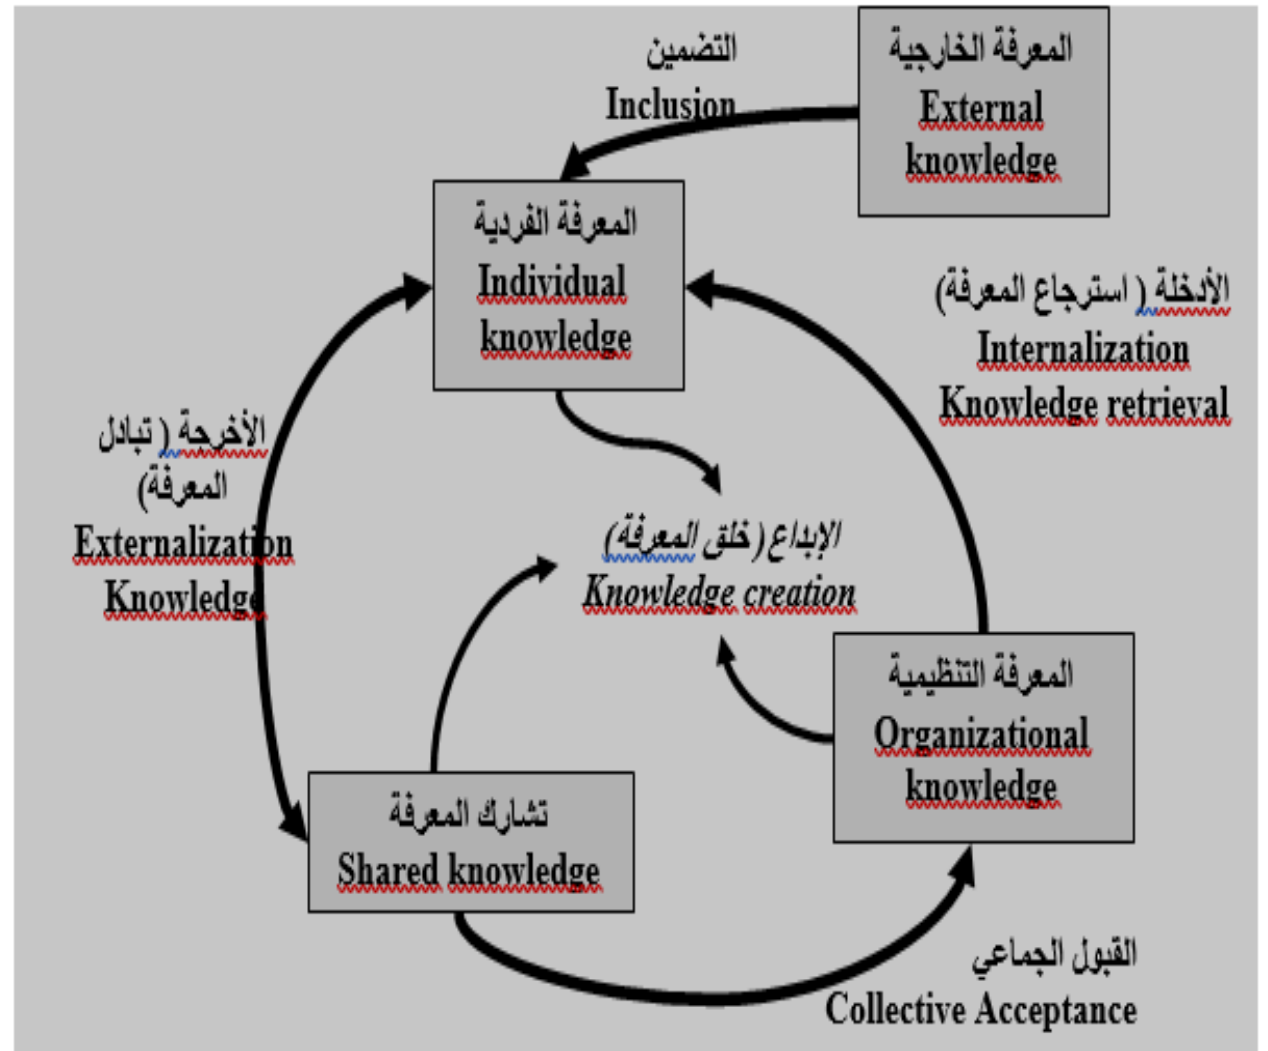 التضمين
Inclusion
المعرفة الخارجية
External
knowledge
المعرفة الفردية
Individual
knowledge
الأدخلة ( استرجاع المعرفة)
Internalization
Knowledge retrieval
الأخرجة ( تبادل
المعرفة)
Externalization
Knowledge
الإبداع ( خلق المعرفة)
Knowledge creation
المعرفة التنظيمية
Organizational
knowledge
تشارك المعرفة
Shared knowledge
القبول الجماعي
Collective Acceptance